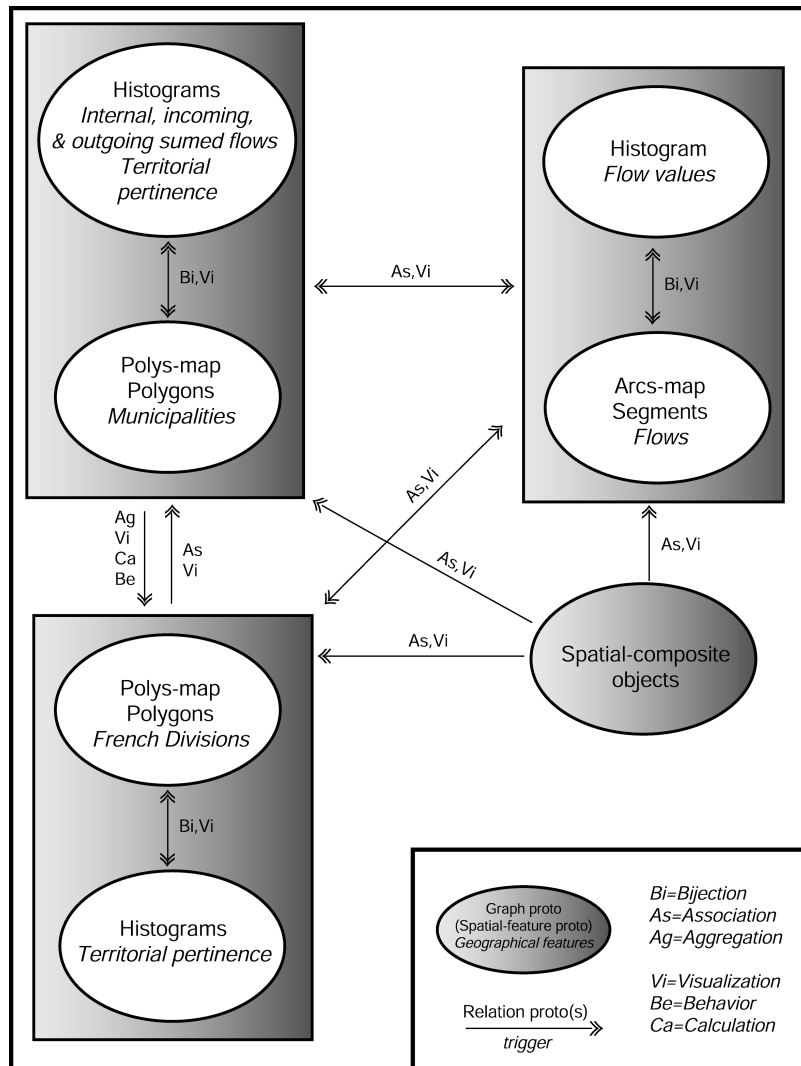 Histograms
Internal, incoming,
& outgoing sumed flows
Territorial
pertinence
Bi,Vi
Polys-map
Polygons
Municipalities
As,Vi
Histogram
Flow values
Bi,Vi
Arcs-map
Segments
Flows
Ag
Vi
Ca
Be
As
Vi
As,Vi
As,Vi
As,Vi
As,Vi
Spatial-composite
objects
Polys-map
Polygons
French Divisions
Bi,Vi
Histograms
Territorial pertinence
Graph proto
(Spatial-feature proto)
Geographical features
Relation proto(s)
trigger
Bi=Bijection
As=Association
Ag=Aggregation
Vi=Visualization
Be=Behavior
Ca=Calculation